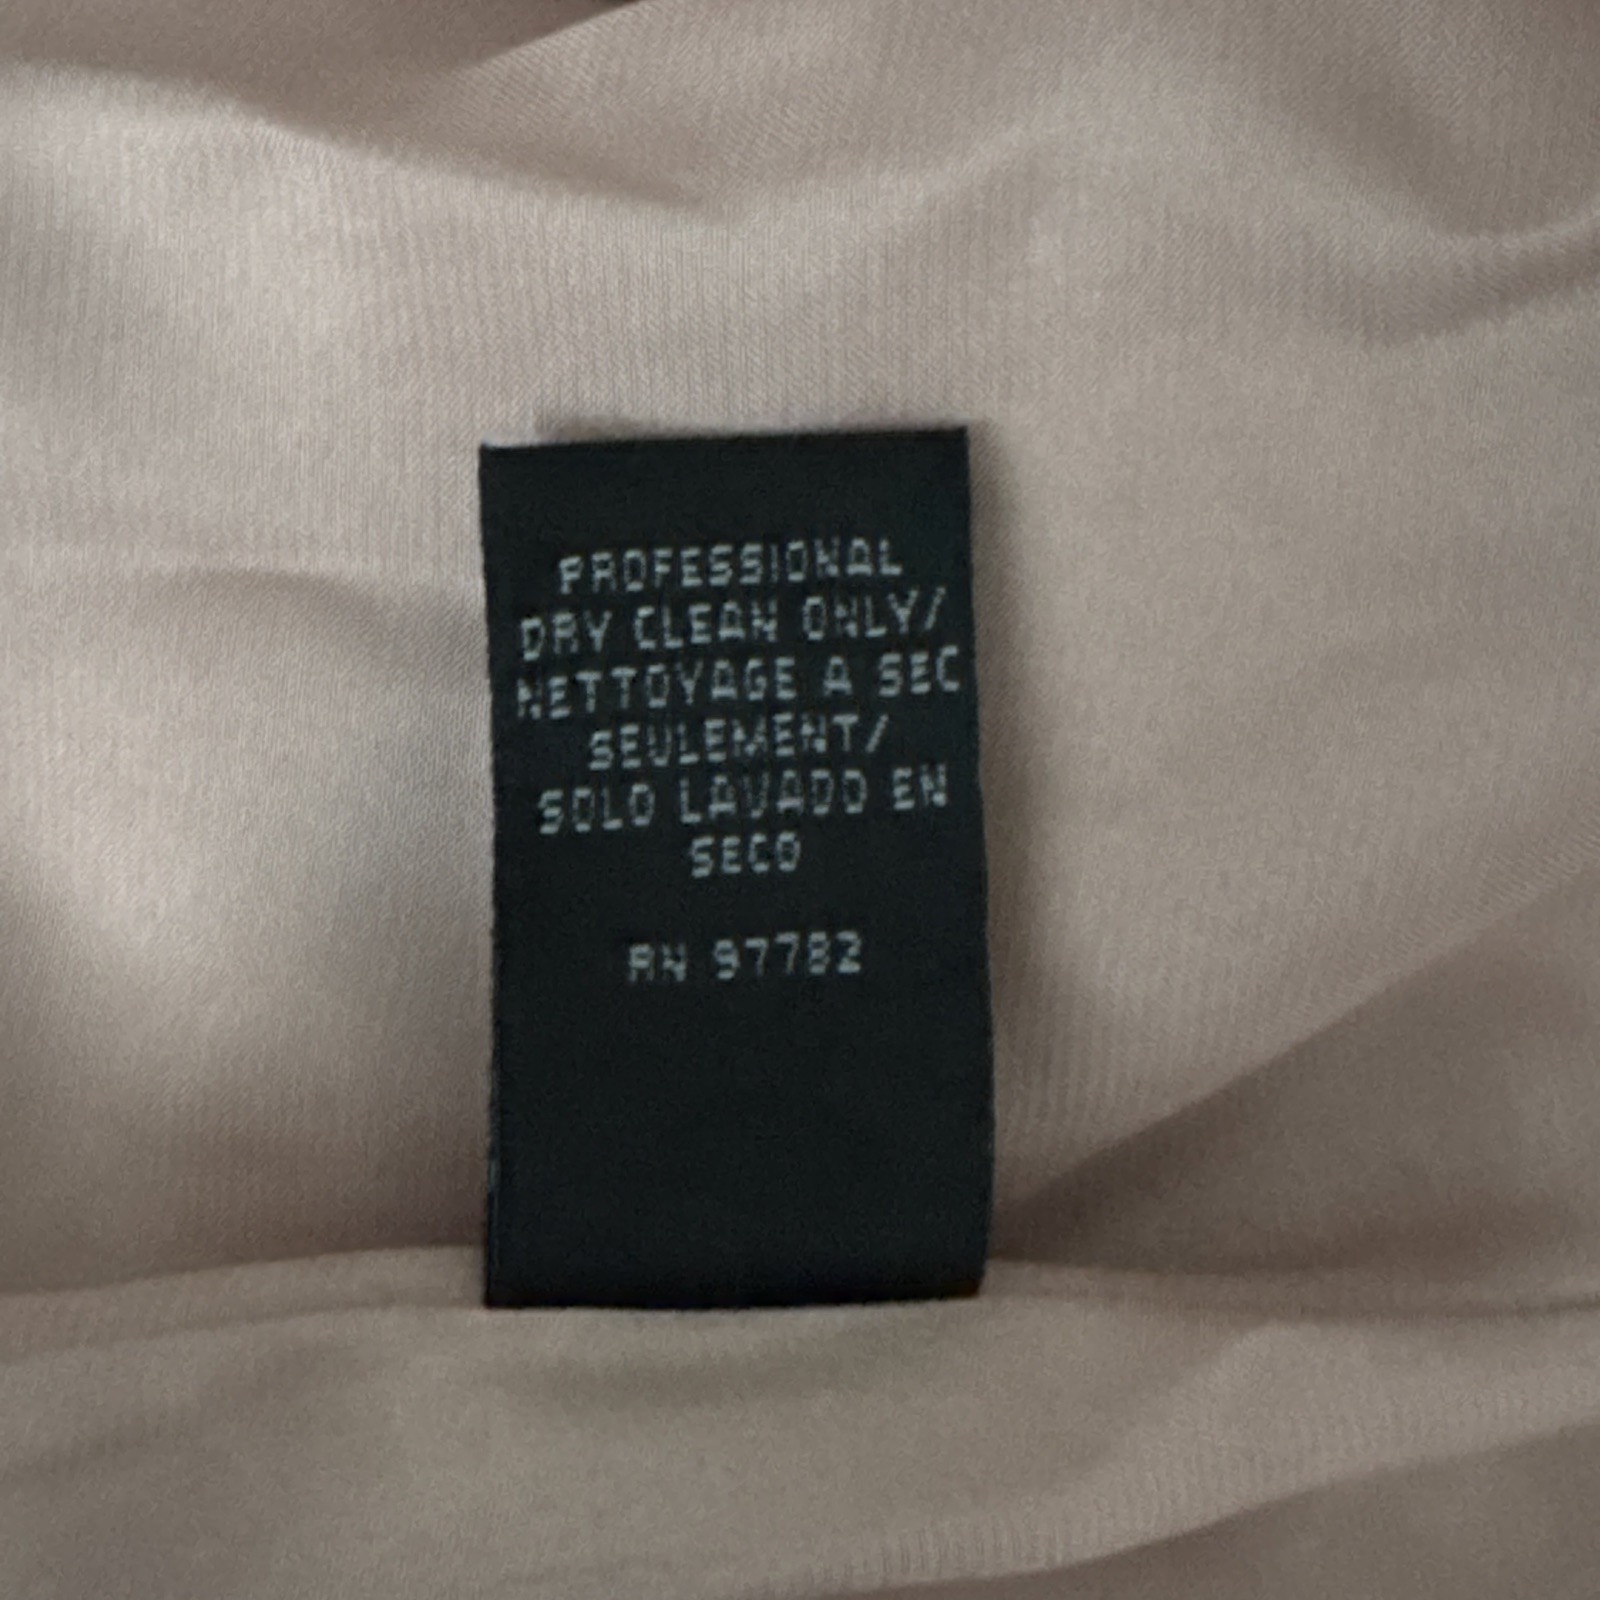 PROFESSIONAL
DRY CLEAN ONLY/
NETTOYAGE A SEC
SEULEMENT/
SOLO LAVADO EN
SECO
RN 97782